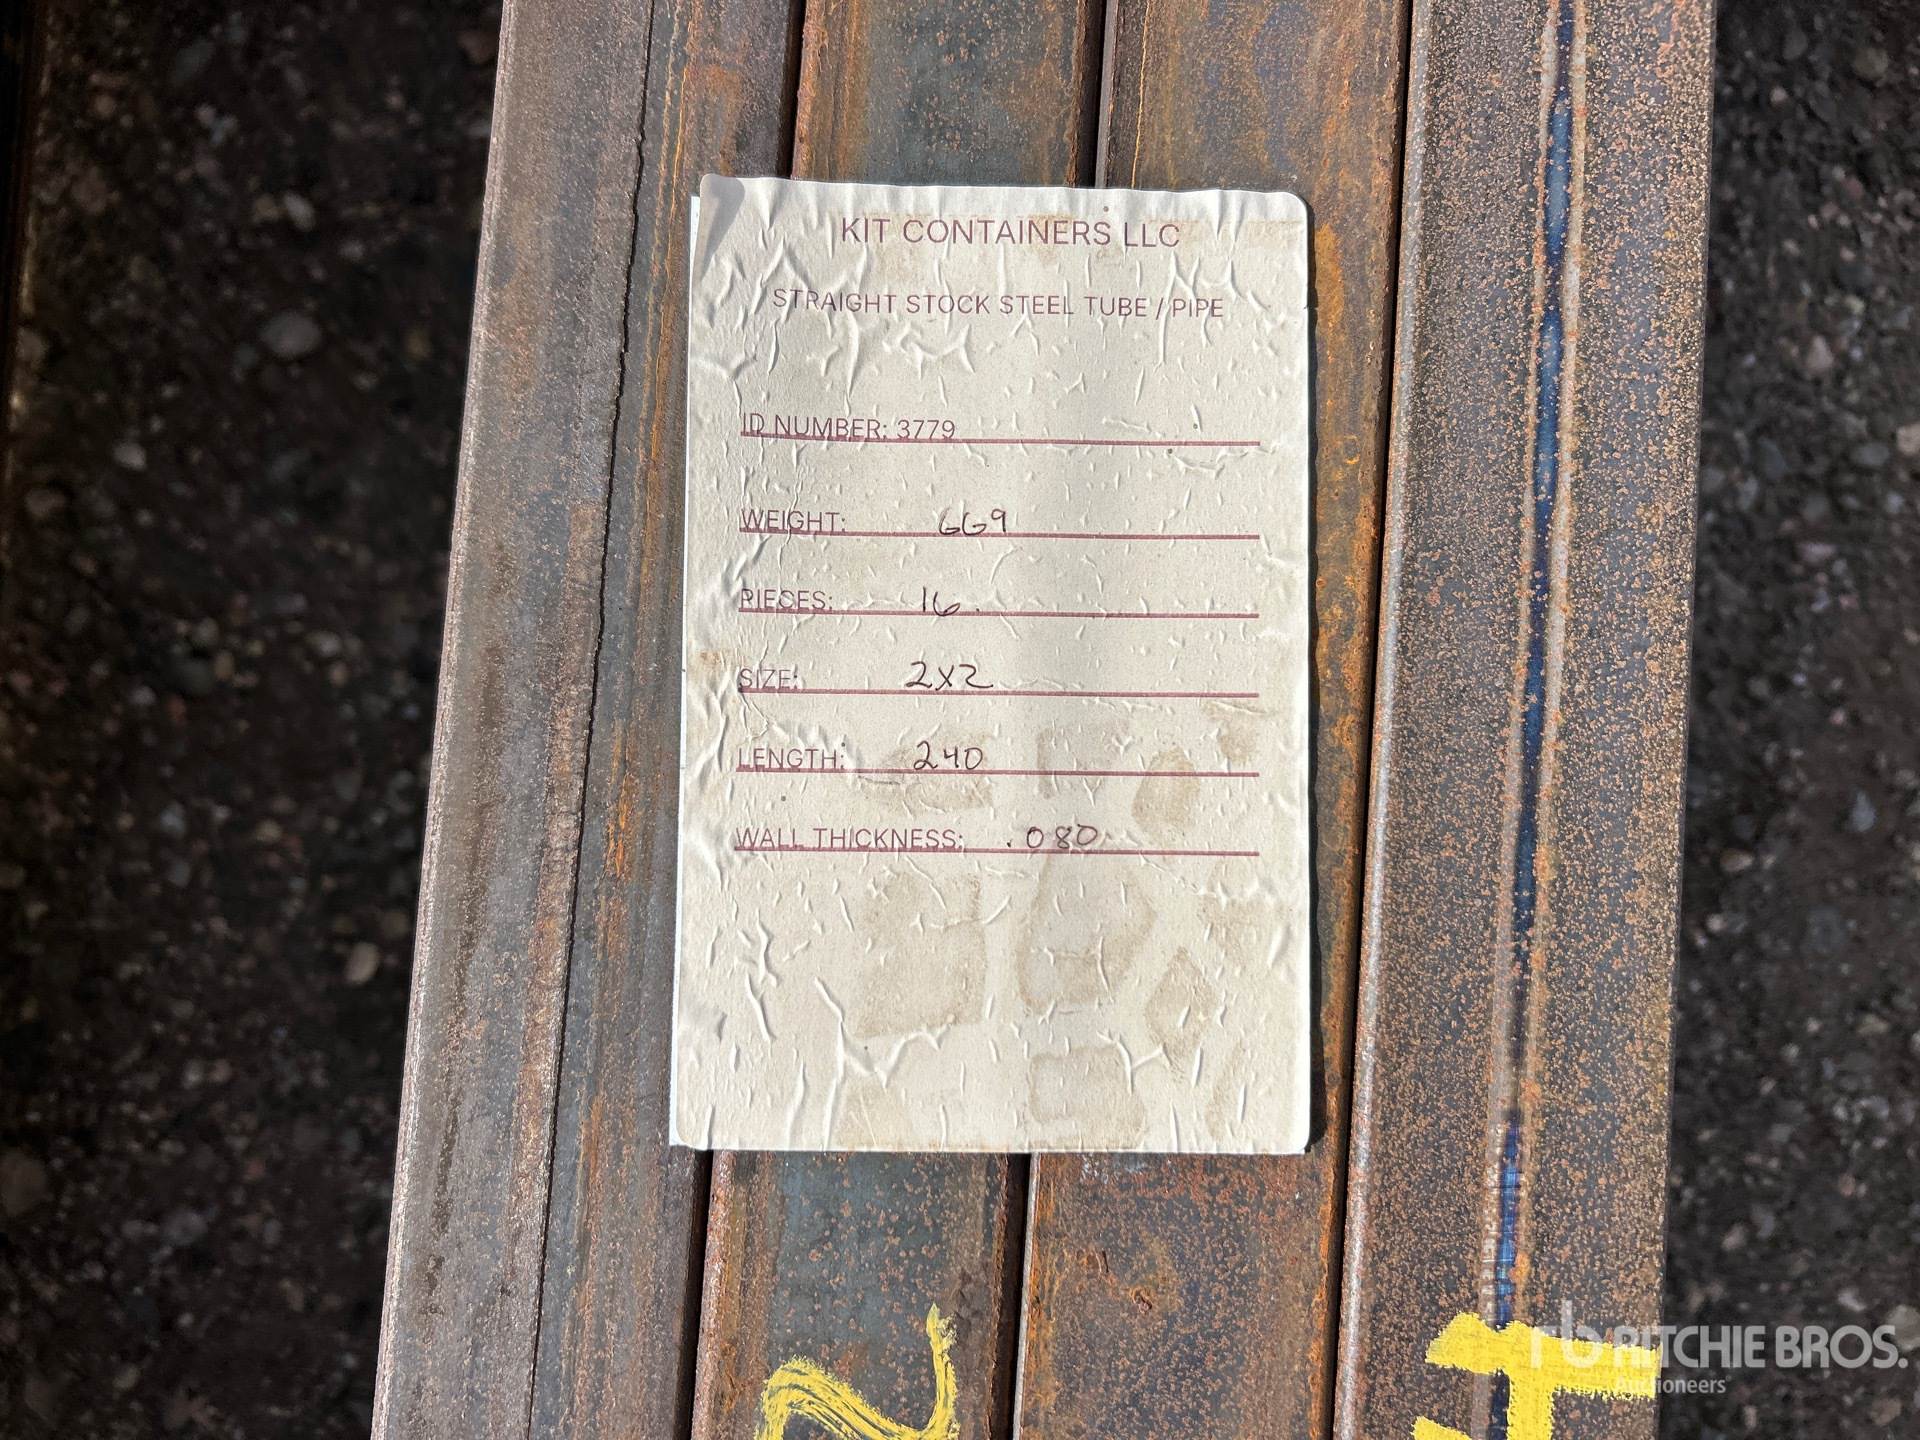 KIT CONTAINERS LLC
STRAIGHT STOCK STEEL TUBE / PIPE
ID NUMBER: 3779
WEIGHT: 669
PIECES: 16.
SIZE: 2x2
LENGTH: 240
WALL THICKNESS: .080
rb RITCHIE BROS.
Auctioneers